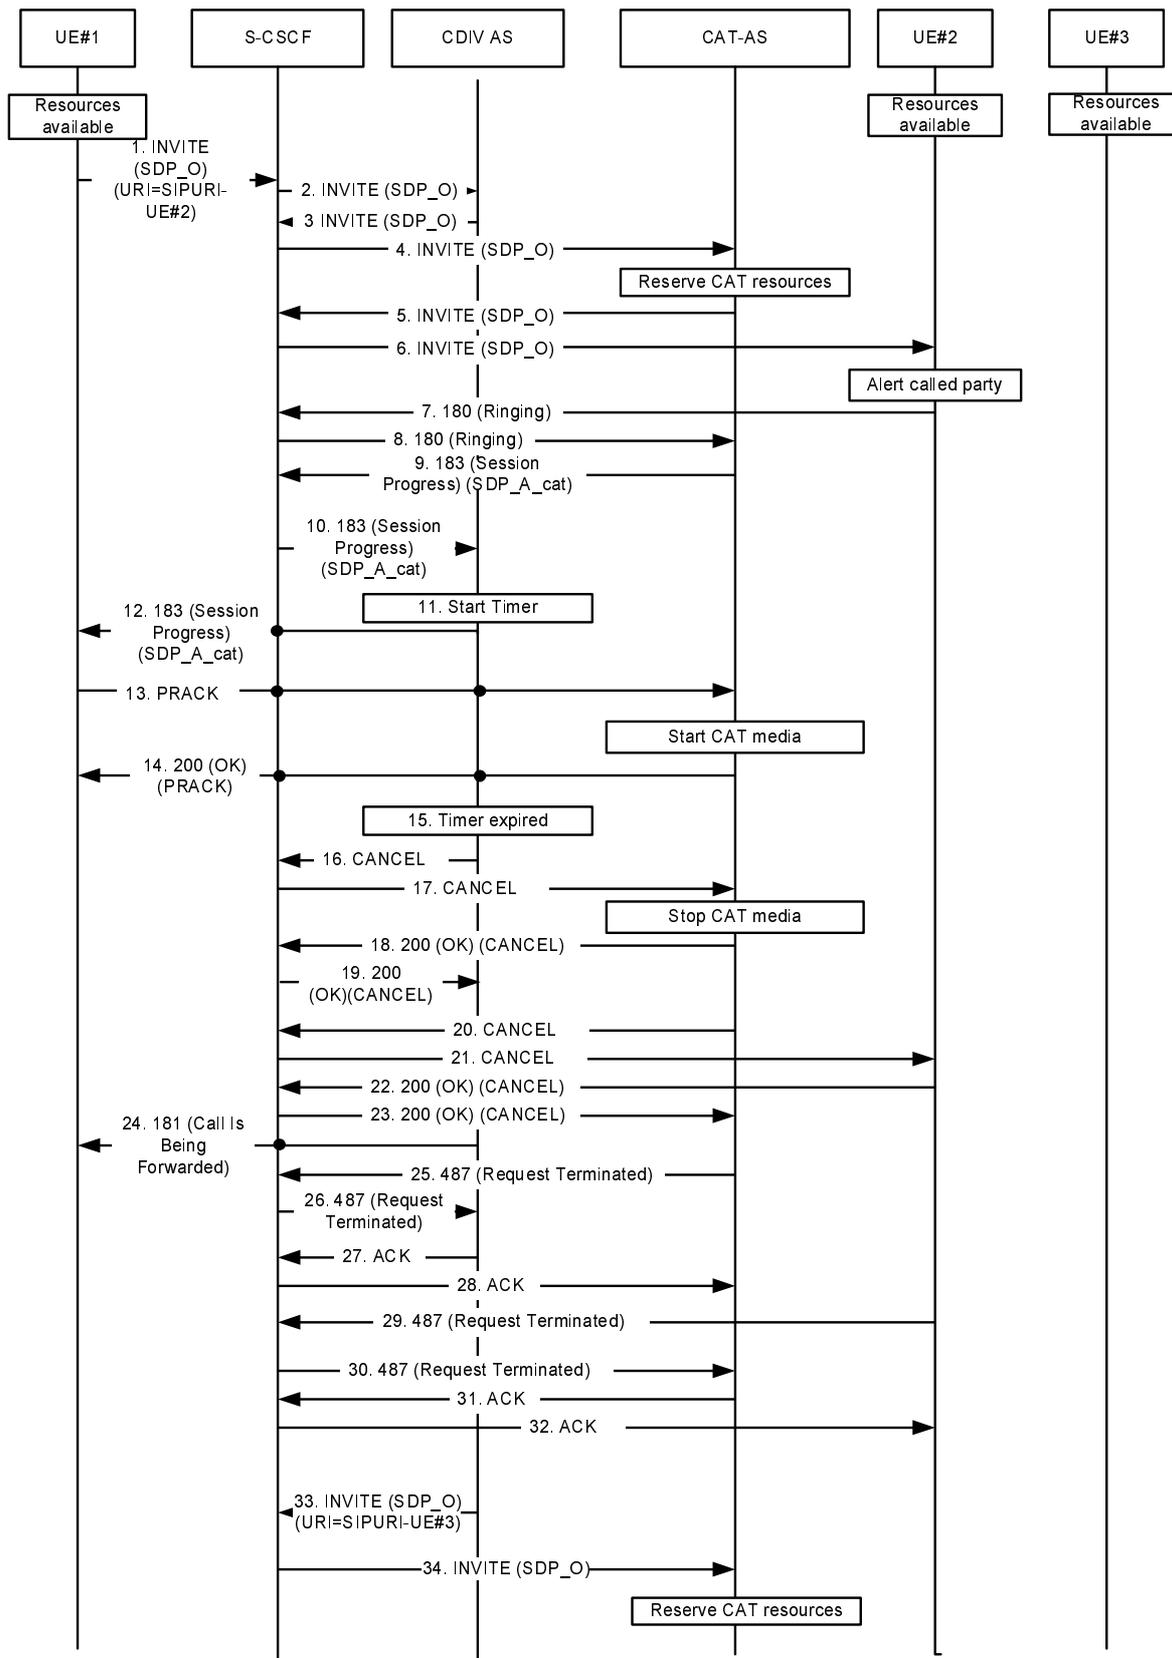 UE#1
S-CSCF
CDIV AS
CAT-AS
UE#2
UE#3
Resources
available
Resources
available
Resources
available
1. INVITE
(SDP_O)
(URI=SIPURI-
UE#2)
2. INVITE (SDP_O)
3 INVITE (SDP_O)
4. INVITE (SDP_O)
Reserve CAT resources
5. INVITE (SDP_O)
6. INVITE (SDP_O)
Alert called party
7. 180 (Ringing)
8. 180 (Ringing)
9. 183 (Session
Progress) (SDP_A_cat)
10. 183 (Session
Progress)
(SDP_A_cat)
11. Start Timer
12. 183 (Session
Progress)
(SDP_A_cat)
13. PRACK
Start CAT media
14. 200 (OK)
(PRACK)
15. Timer expired
16. CANCEL
17. CANCEL
Stop CAT media
18. 200 (OK) (CANCEL)
19. 200
(OK)(CANCEL)
20. CANCEL
21. CANCEL
22. 200 (OK) (CANCEL)
23. 200 (OK) (CANCEL)
24. 181 (Call Is
Being
Forwarded)
25. 487 (Request Terminated)
26. 487 (Request
Terminated)
27. ACK
28. ACK
29. 487 (Request Terminated)
30. 487 (Request Terminated)
31. ACK
32. ACK
33. INVITE (SDP_O)
(URI=SIPURI-UE#3)
34. INVITE (SDP_O)
Reserve CAT resources